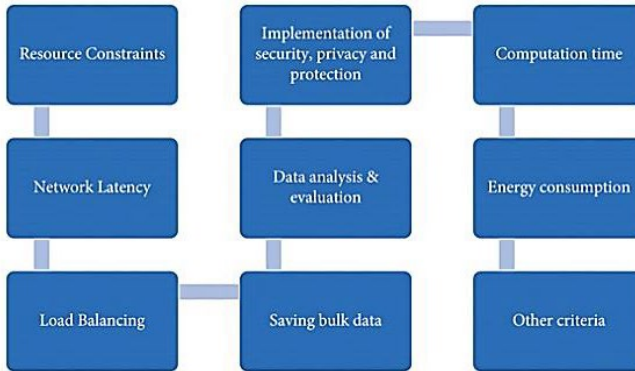 Resource Constraints
Network Latency
Load Balancing
Saving bulk data
Data analysis &
evaluation
Implementation of
security, privacy and
protection
Computation time
Energy consumption
Other criteria